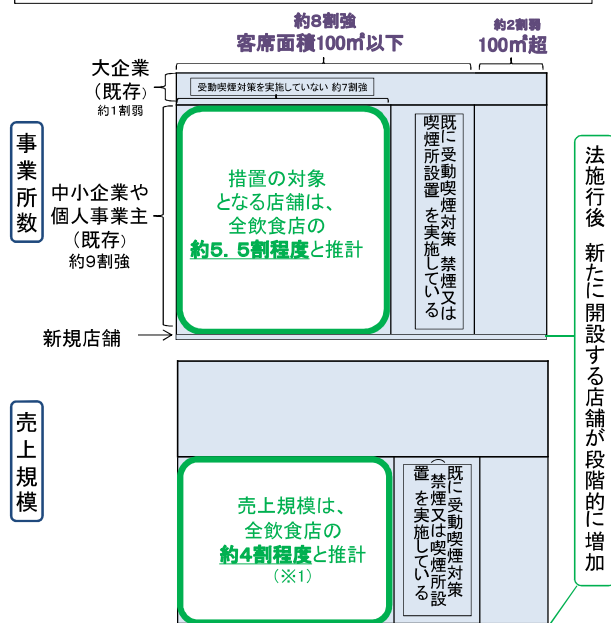 約8割強
客席面積100㎡以下
約2割弱
100㎡超
大企業
(既存)
約1割弱
受動喫煙対策を実施していない 約7割強
事業所数
中小企業や
個人事業主
(既存)
約9割強
措置の対象
となる店舗は、
全飲食店の
約5．5割程度と推計
既に受動喫煙対策 禁煙又は
喫煙所設置 を実施している
新規店舗
法施行後 新たに開設する店舗が段階的に増加
売上規模
売上規模は、
全飲食店の
約4割程度と推計
(※1)
既に受動喫煙対策
(禁煙又は喫煙所設
置 を実施している